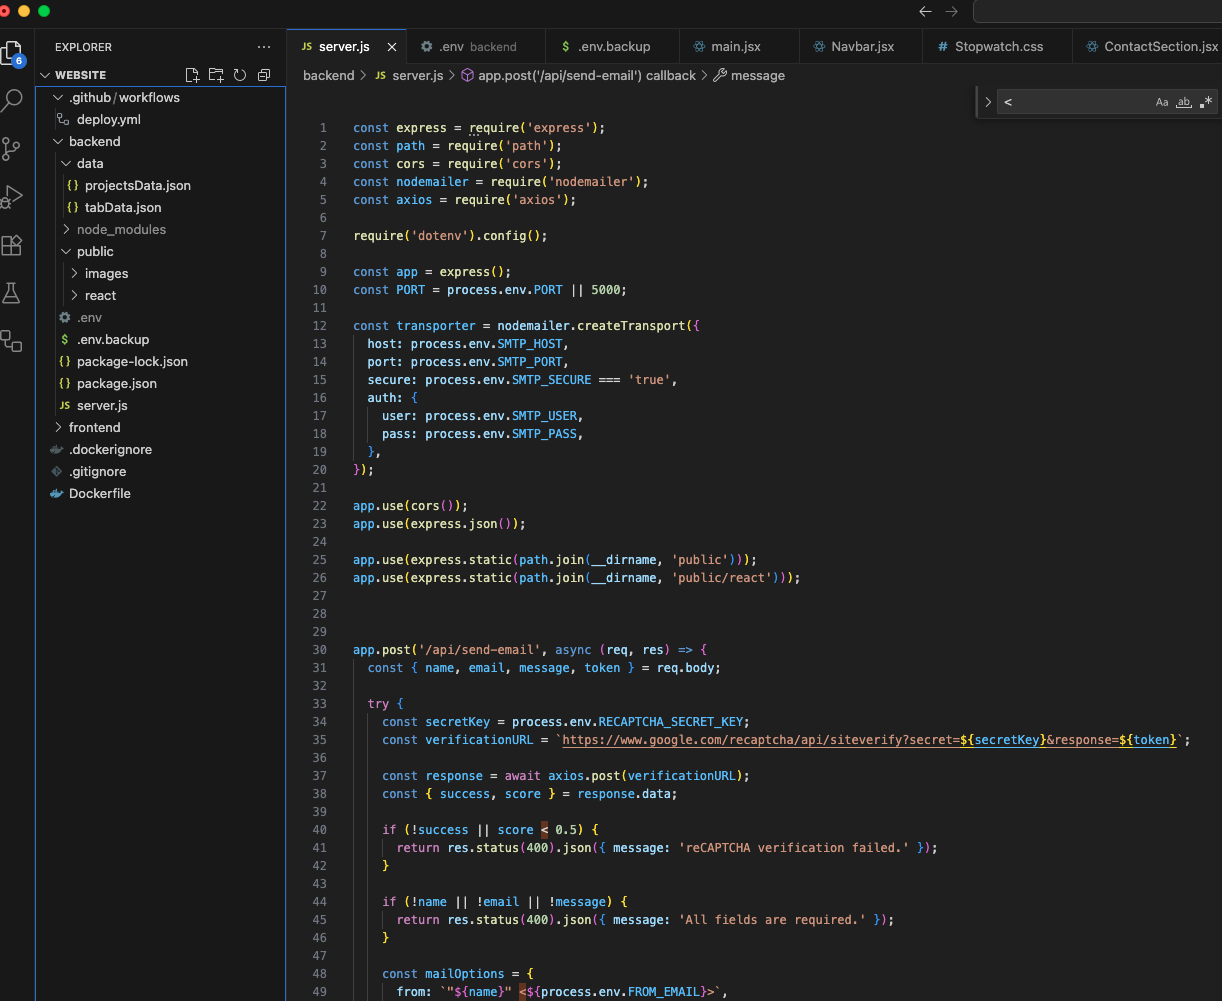 EXPLORER
6
WEBSITE
.github/workflows
deploy.yml
backend
data
projectsData.json
tabData.json
node_modules
public
images
react
.env
.env.backup
package-lock.json
package.json
JS server.js
frontend
.dockerignore
.gitignore
Dockerfile
JS server.js
.env backend
$ .env.backup
main.jsx
Navbar.jsx
# Stopwatch.css
ContactSection.jsx
backend > JS server.js > app.post('/api/send-email') callback > message
< Aa ab .*
1 const express = require('express');
2 const path = require('path');
3 const cors = require('cors');
4 const nodemailer = require('nodemailer');
5 const axios = require('axios');
6
7 require('dotenv').config();
8
9 const app = express();
10 const PORT = process.env.PORT || 5000;
11
12 const transporter = nodemailer.createTransport({
13   host: process.env.SMTP_HOST,
14   port: process.env.SMTP_PORT,
15   secure: process.env.SMTP_SECURE === 'true',
16   auth: {
17     user: process.env.SMTP_USER,
18     pass: process.env.SMTP_PASS,
19   },
20 });
21
22 app.use(cors());
23 app.use(express.json());
24
25 app.use(express.static(path.join(__dirname, 'public')));
26 app.use(express.static(path.join(__dirname, 'public/react')));
27
28
29
30 app.post('/api/send-email', async (req, res) => {
31   const { name, email, message, token } = req.body;
32
33   try {
34     const secretKey = process.env.RECAPTCHA_SECRET_KEY;
35     const verificationURL = `https://www.google.com/recaptcha/api/siteverify?secret=${secretKey}&response=${token}`;
36
37     const response = await axios.post(verificationURL);
38     const { success, score } = response.data;
39
40     if (!success || score < 0.5) {
41       return res.status(400).json({ message: 'reCAPTCHA verification failed.' });
42     }
43
44     if (!name || !email || !message) {
45       return res.status(400).json({ message: 'All fields are required.' });
46     }
47
48     const mailOptions = {
49       from: `"${name}" <${process.env.FROM_EMAIL}>`,